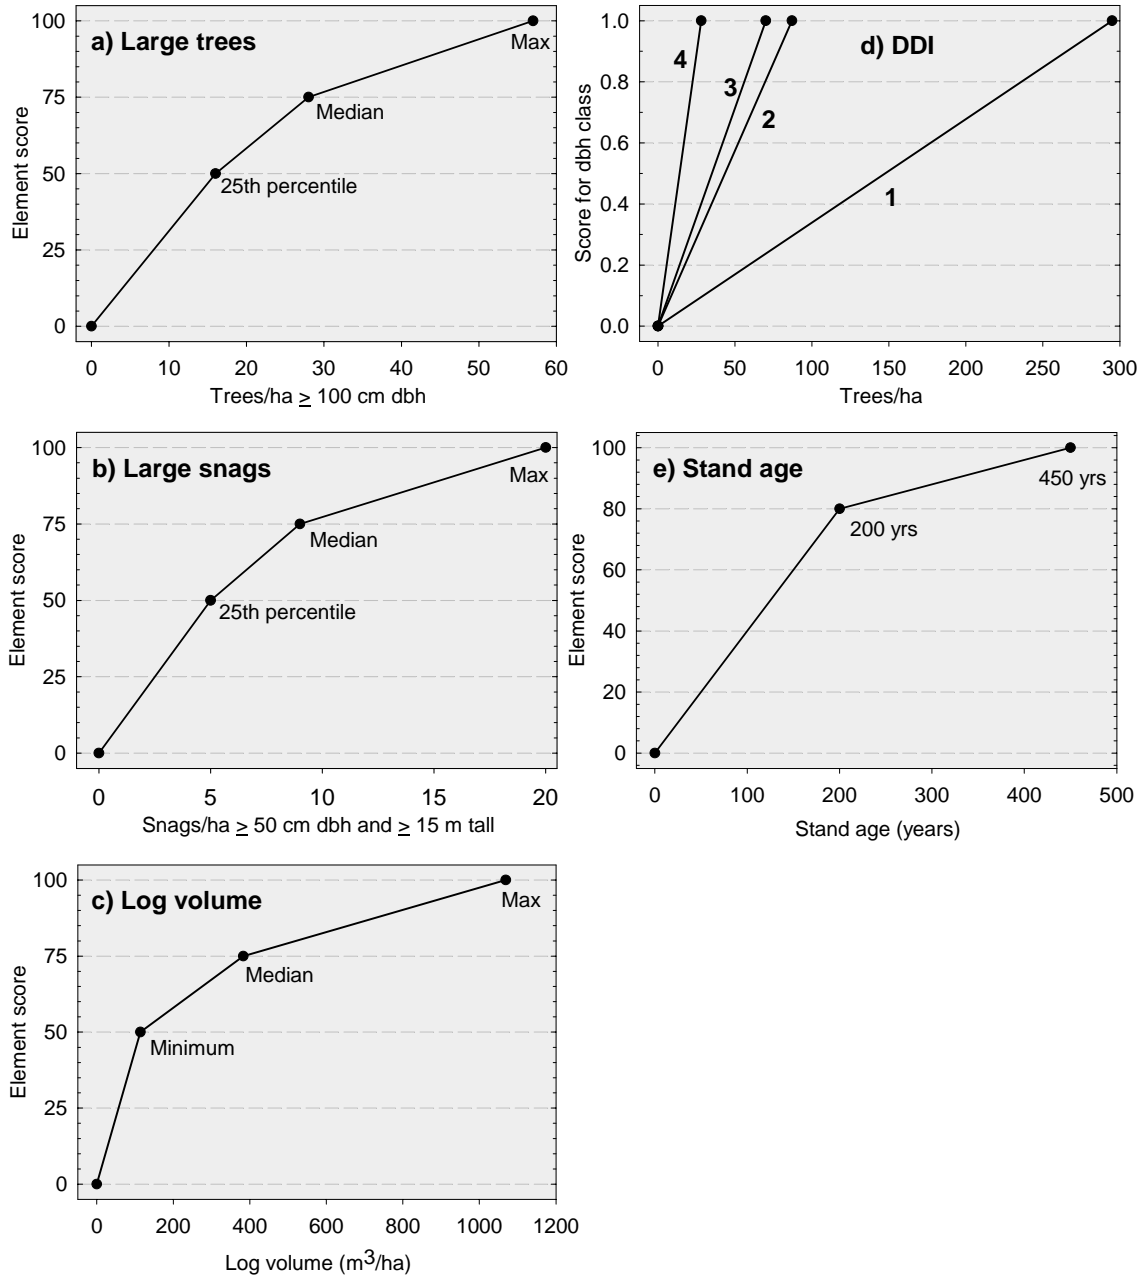 a) Large trees
Element score
100
75
50
25
0
Max
Median
25th percentile
0 10 20 30 40 50 60
Trees/ha ≥ 100 cm dbh
d) DDI
Score for dbh class
1.0
0.8
0.6
0.4
0.2
0.0
4
3
2
1
0 50 100 150 200 250 300
Trees/ha
b) Large snags
Element score
100
75
50
25
0
Max
Median
25th percentile
0 5 10 15 20
Snags/ha ≥ 50 cm dbh and ≥ 15 m tall
e) Stand age
Element score
100
80
60
40
20
0
450 yrs
200 yrs
0 100 200 300 400 500
Stand age (years)
c) Log volume
Element score
100
75
50
25
0
Max
Median
Minimum
0 200 400 600 800 1000 1200
Log volume (m³/ha)